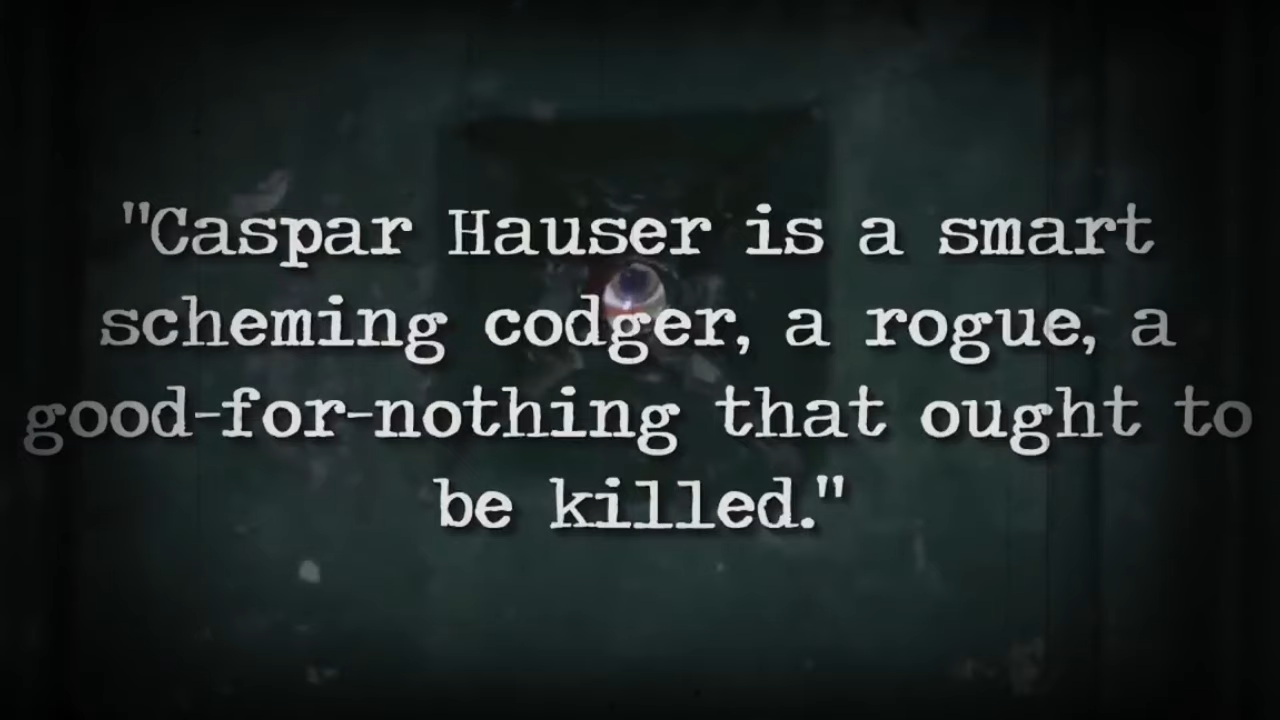 "Caspar Hauser is a smart
scheming codger, a rogue, a
good-for-nothing that ought to
be killed."